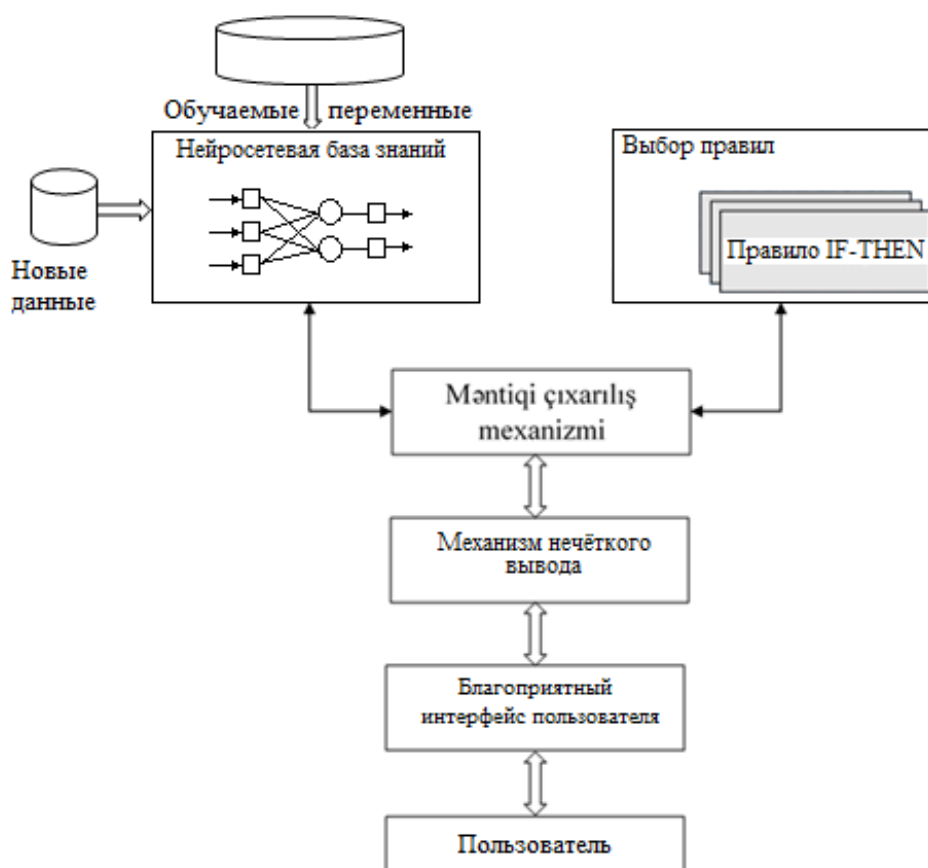 Обучаемые переменные
Нейросетевая база знаний
Новые
данные
Выбор правил
Правило IF-THEN
Məntiqi çıxarılış
mexanizmi
Механизм нечёткого
вывода
Благоприятный
интерфейс пользователя
Пользователь